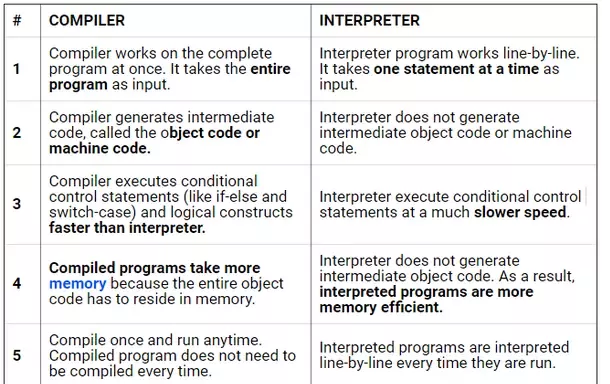 # COMPILER INTERPRETER
1
Compiler works on the complete
program at once. It takes the entire
program as input.
Interpreter program works line-by-line.
It takes one statement at a time as
input.
2
Compiler generates intermediate
code, called the object code or
machine code.
Interpreter does not generate
intermediate object code or machine
code.
3
Compiler executes conditional
control statements (like if-else and
switch-case) and logical constructs
faster than interpreter.
Interpreter execute conditional control
statements at a much slower speed.
4
Compiled programs take more
memory because the entire object
code has to reside in memory.
Interpreter does not generate
intermediate object code. As a result,
interpreted programs are more
memory efficient.
5
Compile once and run anytime.
Compiled program does not need to
be compiled every time.
Interpreted programs are interpreted
line-by-line every time they are run.